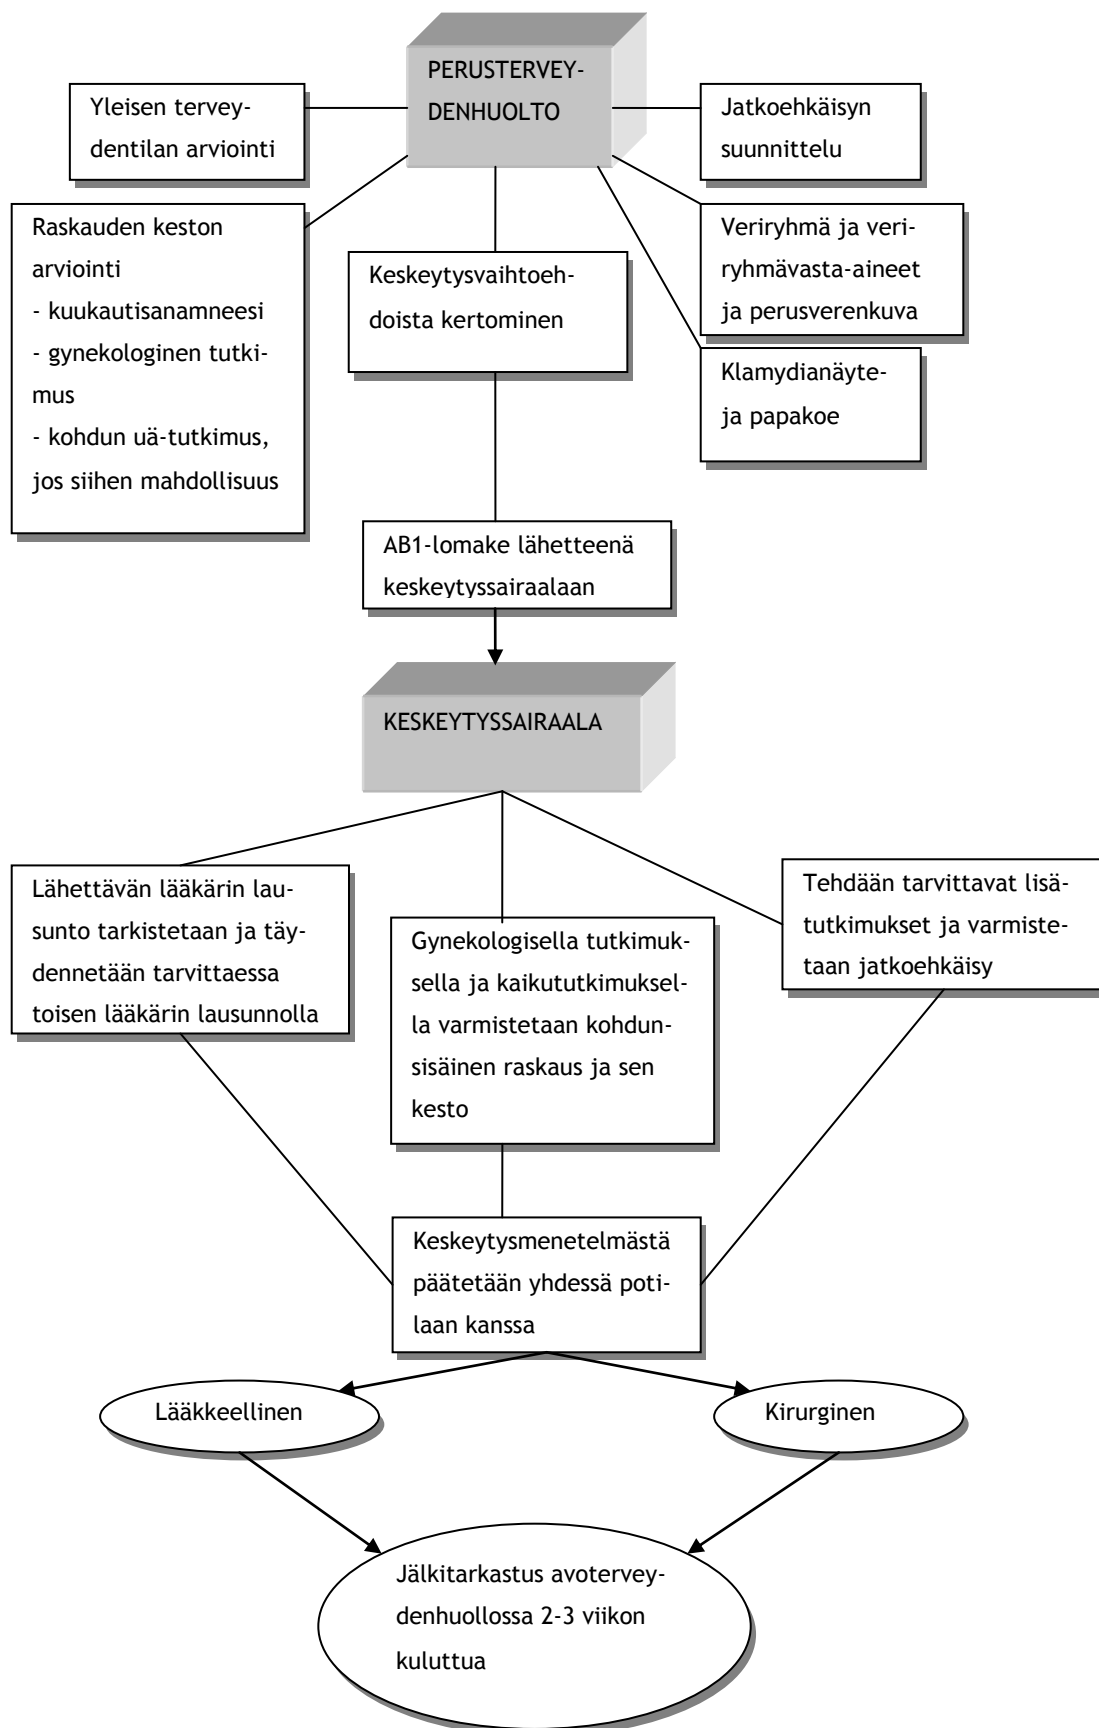 PERUSTERVEY-
DENHUOLTO
Yleisen tervey-
dentilan arviointi
Jatkoehkäisyn
suunnittelu
Raskauden keston
arviointi
- kuukautisanamneesi
- gynekologinen tutki-
mus
- kohdun uä-tutkimus,
jos siihen mahdollisuus
Keskeytysvaihtoeh-
doista kertominen
Veriryhmä ja veri-
ryhmävasta-aineet
ja perusverenkuva
Klamydianäyte-
ja papakoe
AB1-lomake lähetteenä
keskeytyssairaalaan
KESKEYTYSSAIRAALA
Lähettävän lääkärin lau-
sunto tarkistetaan ja täy-
dennetään tarvittaessa
toisen lääkärin lausunnolla
Gynekologisella tutkimuk-
sella ja kaikututkimuksel-
la varmistetaan kohdun-
sisäinen raskaus ja sen
kesto
Tehdään tarvittavat lisä-
tutkimukset ja varmiste-
taan jatkoehkäisy
Keskeytysmenetelmästä
päätetään yhdessä poti-
laan kanssa
Lääkkeellinen
Kirurginen
Jälkitarkastus avotervey-
denhuollossa 2-3 viikon
kuluttua